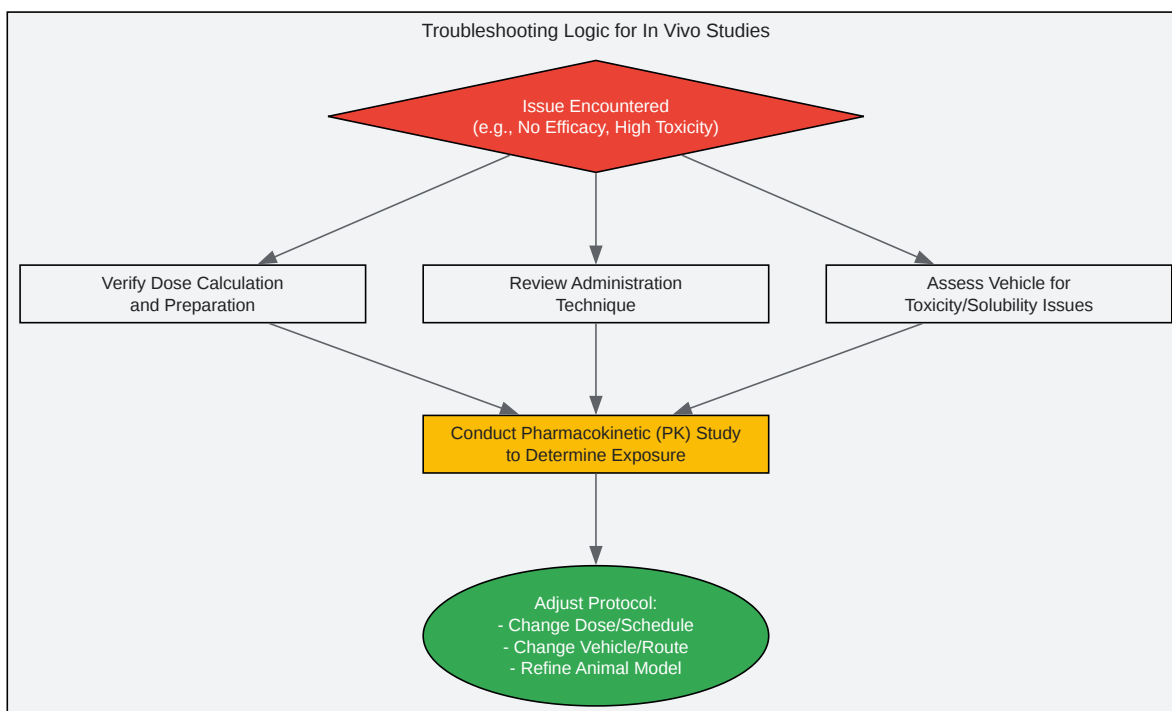 Troubleshooting Logic for In Vivo Studies
Issue Encountered
(e.g., No Efficacy, High Toxicity)
Verify Dose Calculation
and Preparation
Review Administration
Technique
Assess Vehicle for
Toxicity/Solubility Issues
Conduct Pharmacokinetic (PK) Study
to Determine Exposure
Adjust Protocol:
- Change Dose/Schedule
- Change Vehicle/Route
- Refine Animal Model